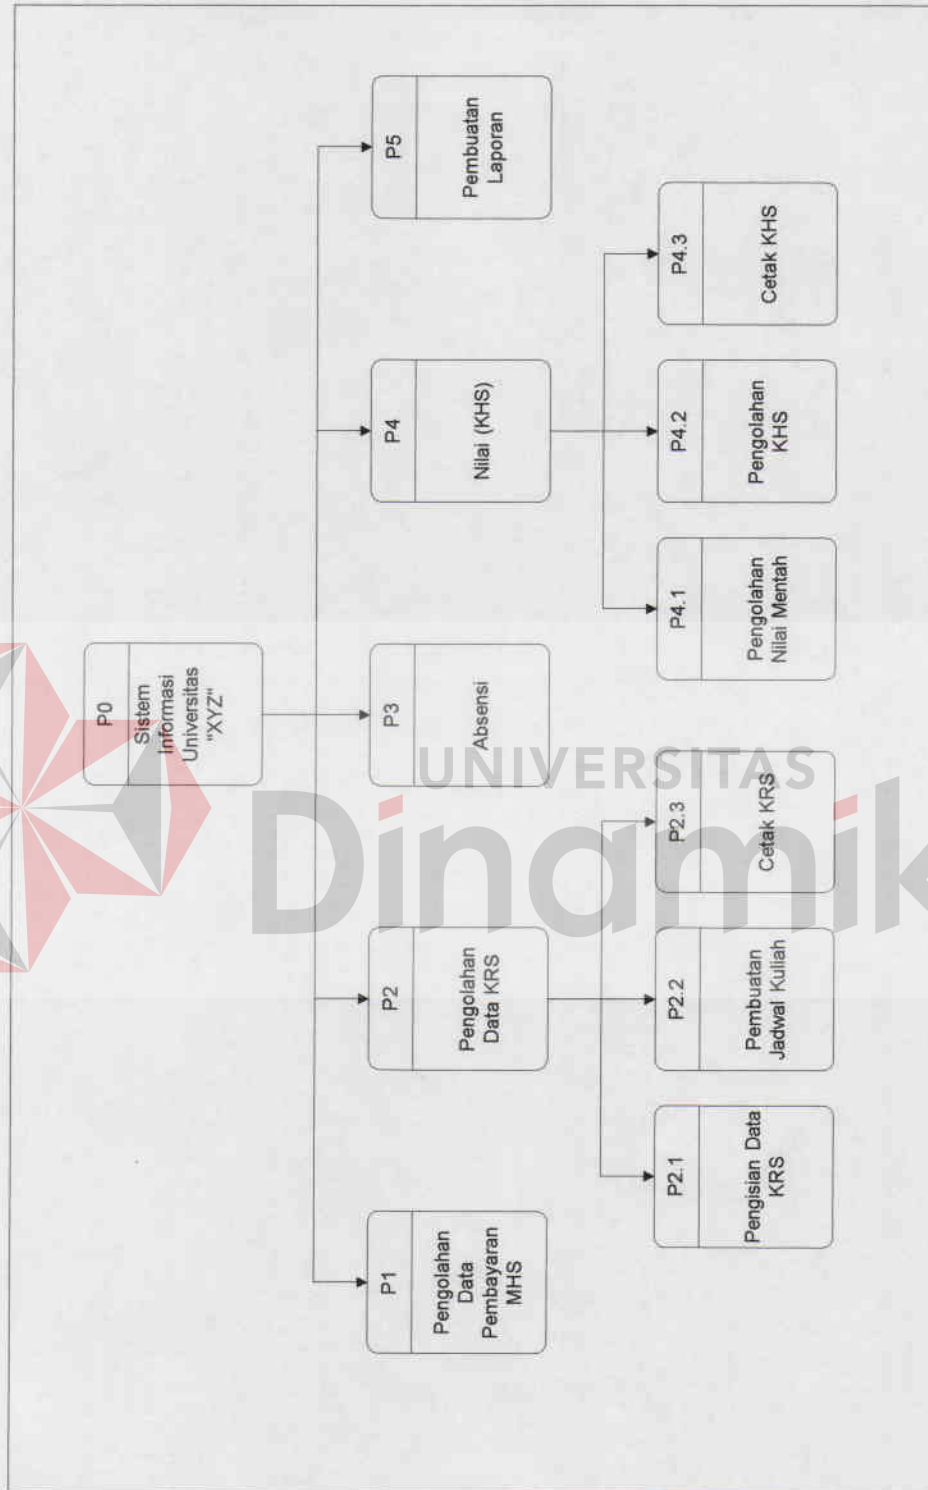 P0
Sistem
Informasi
Universitas
"XYZ"
P1
Pengolahan
Data
Pembayaran
MHS
P2
Pengolahan
Data KRS
P3
Absensi
P4
Nilai (KHS)
P5
Pembuatan
Laporan
P2.1
Pengisian Data
KRS
P2.2
Pembuatan
Jadwal Kuliah
P2.3
Cetak KRS
P4.1
Pengolahan
Nilai Mentah
P4.2
Pengolahan
KHS
P4.3
Cetak KHS
UNIVERSITAS
Dinamik